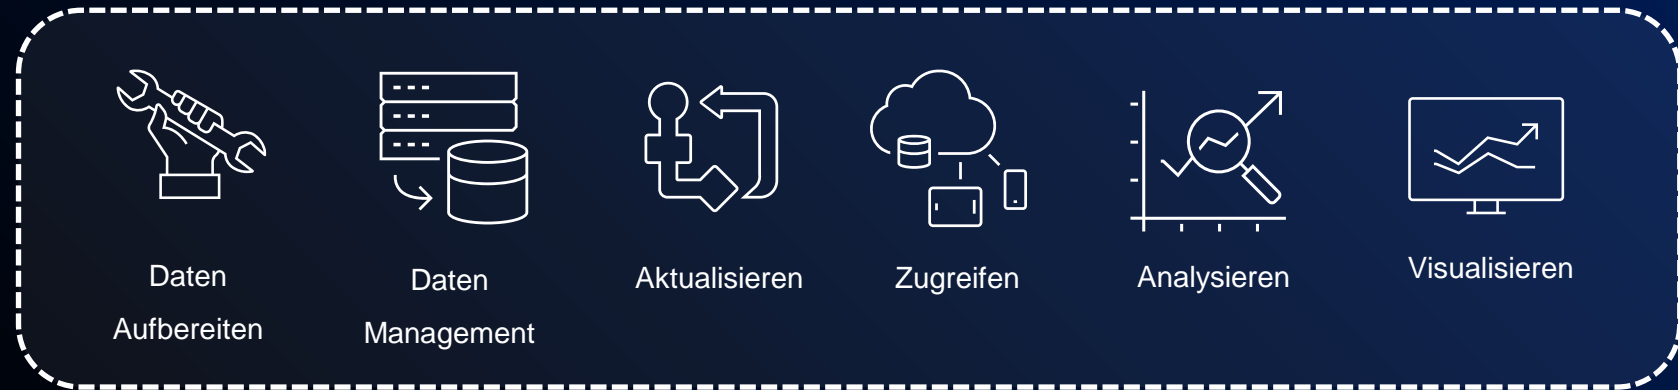 Daten
Aufbereiten
Daten
Management
Aktualisieren
Zugreifen
Analysieren
Visualisieren